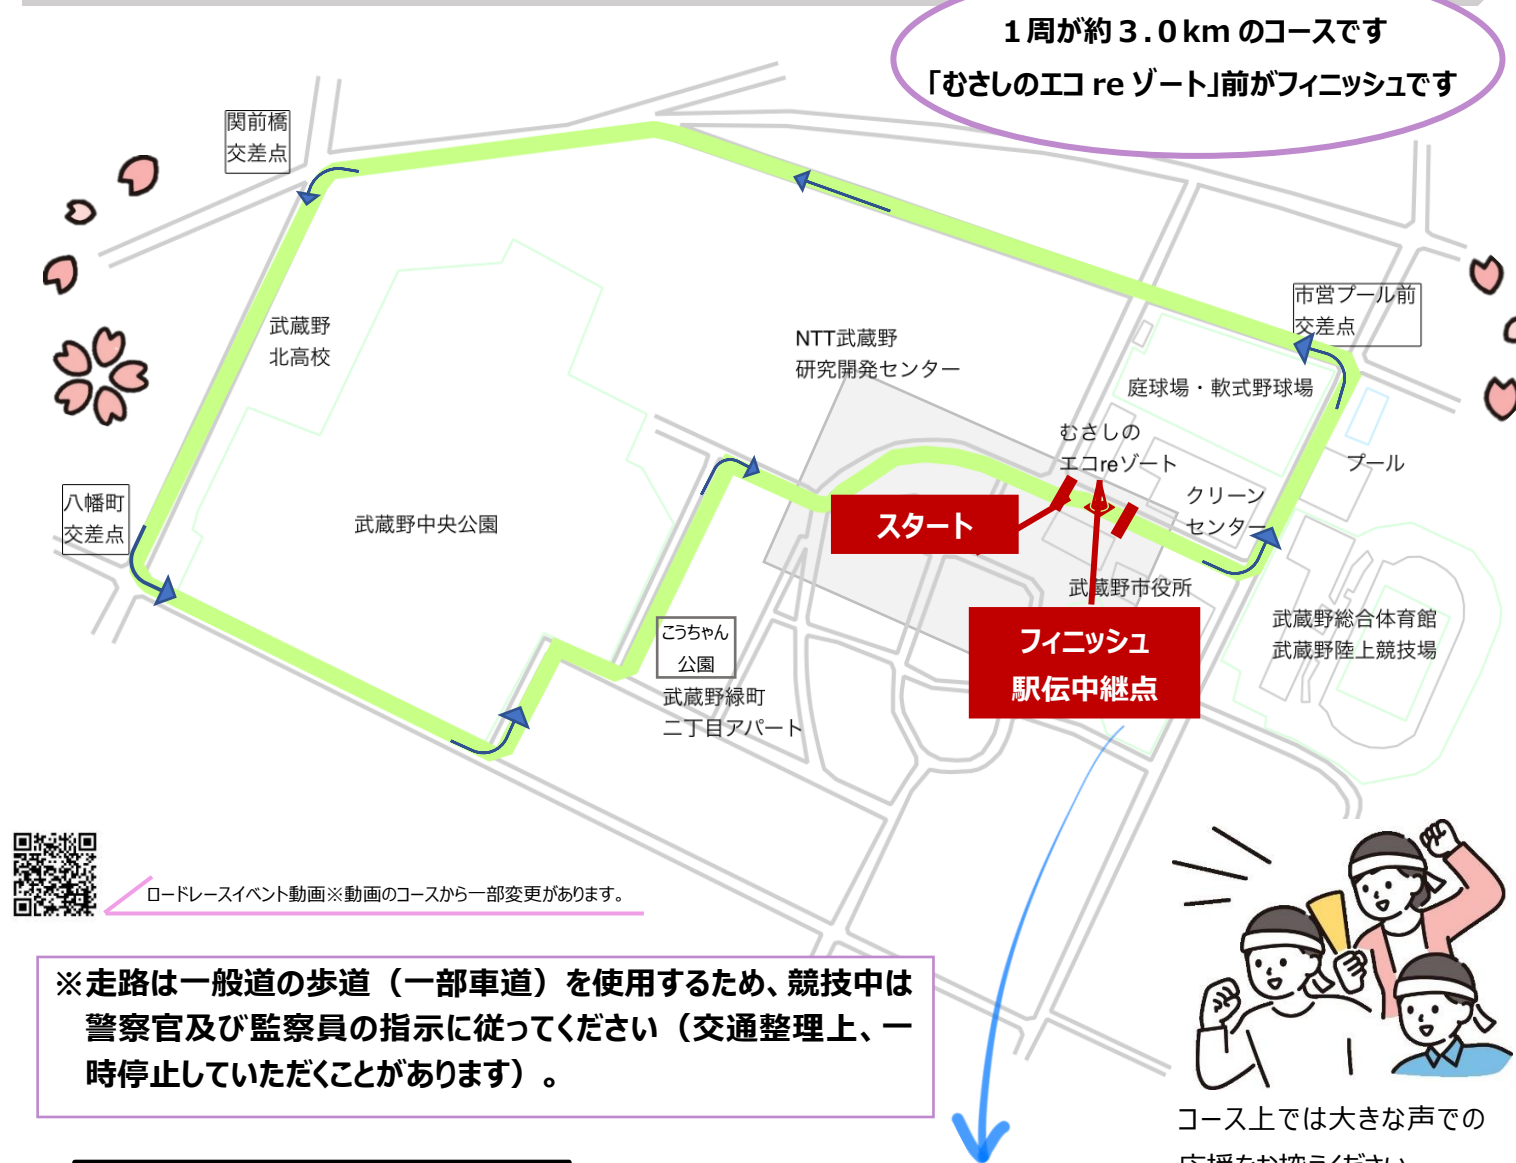 1周が約3.0kmのコースです
「むさしのエコreゾート」前がフィニッシュです
関前橋
交差点
市営プール前
交差点
武蔵野
北高校
NTT武蔵野
研究開発センター
庭球場・軟式野球場
むさしの
エコreゾート
プール
クリーン
センター
八幡町
交差点
武蔵野中央公園
スタート
武蔵野市役所
こうちゃん
公園
フィニッシュ
駅伝中継点
武蔵野総合体育館
武蔵野陸上競技場
武蔵野緑町
二丁目アパート
ロードレースイベント動画※動画のコースから一部変更があります。
※走路は一般道の歩道（一部車道）を使用するため、競技中は
警察官及び監察員の指示に従ってください（交通整理上、一
時停止していただくことがあります）。
コース上では大きな声での
応援をお控えください